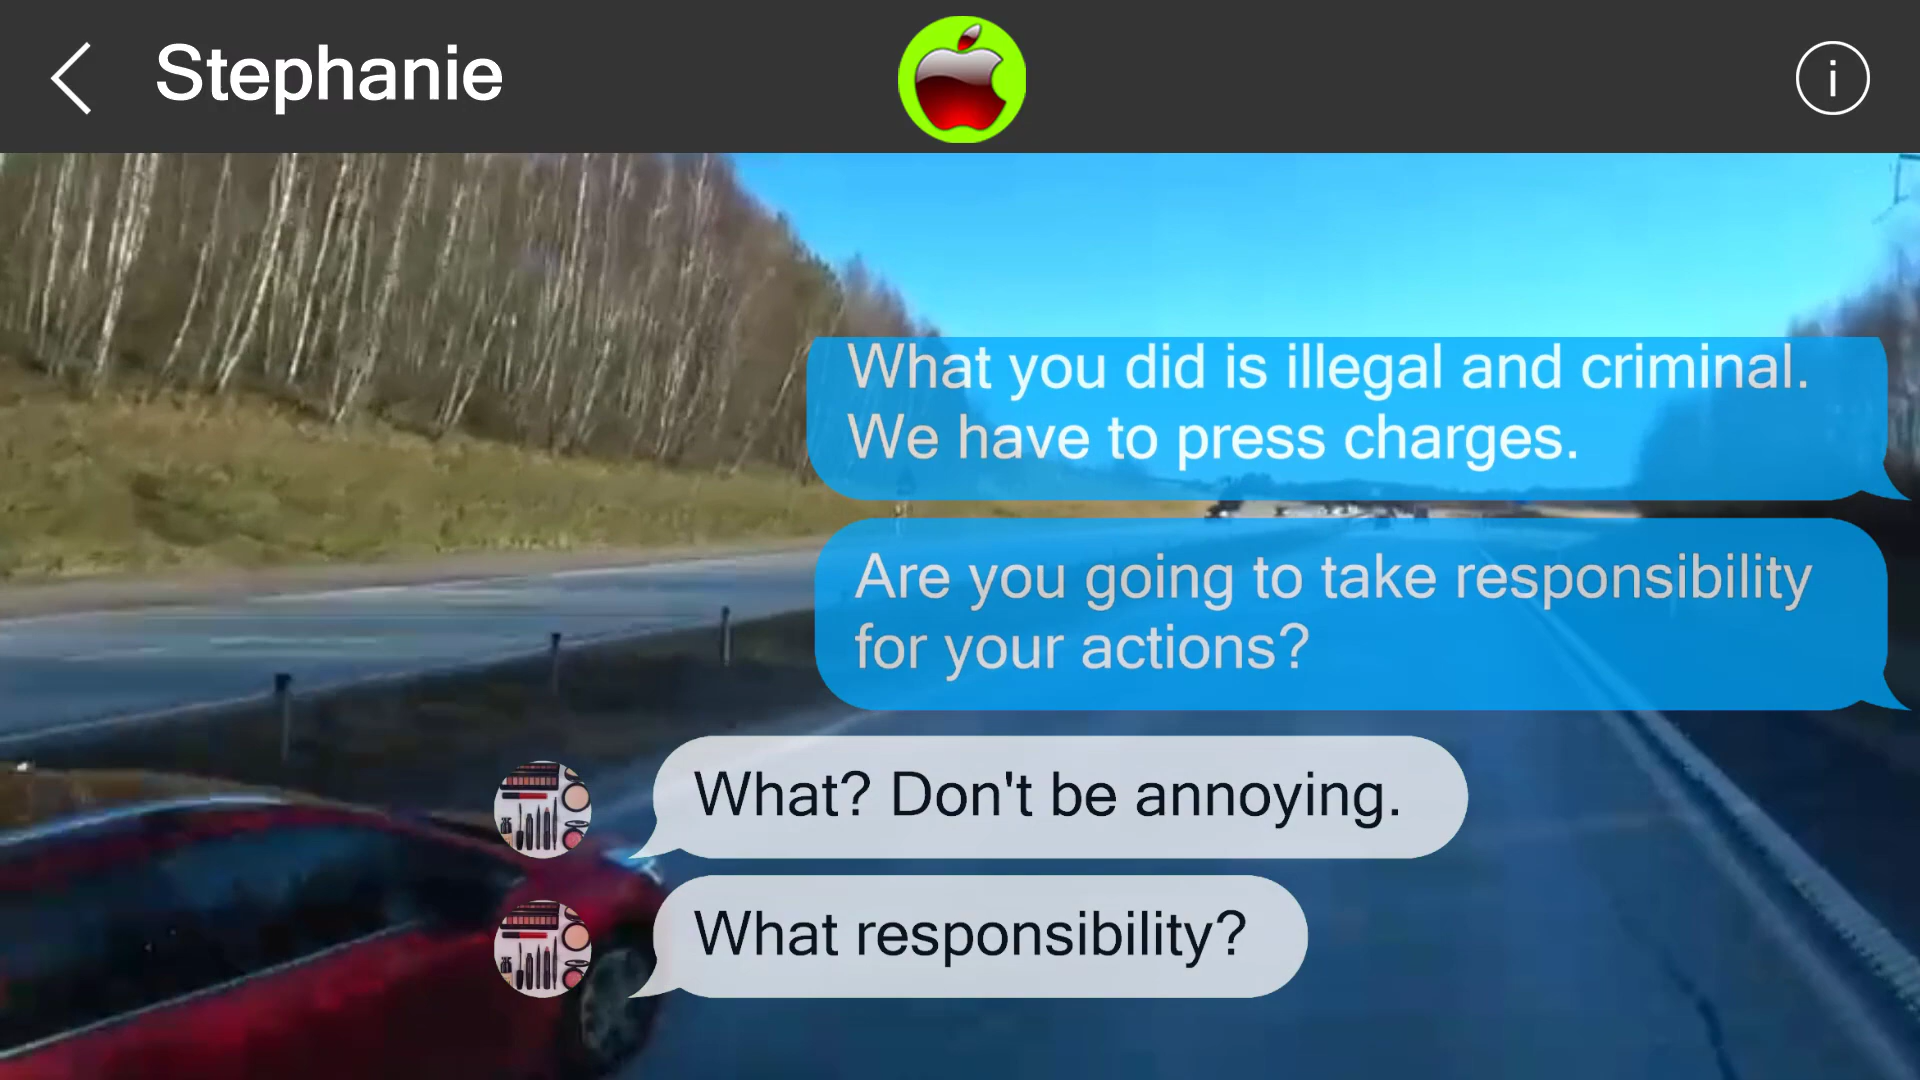 Stephanie
i
What you did is illegal and criminal.
We have to press charges.
Are you going to take responsibility
for your actions?
What? Don't be annoying.
What responsibility?